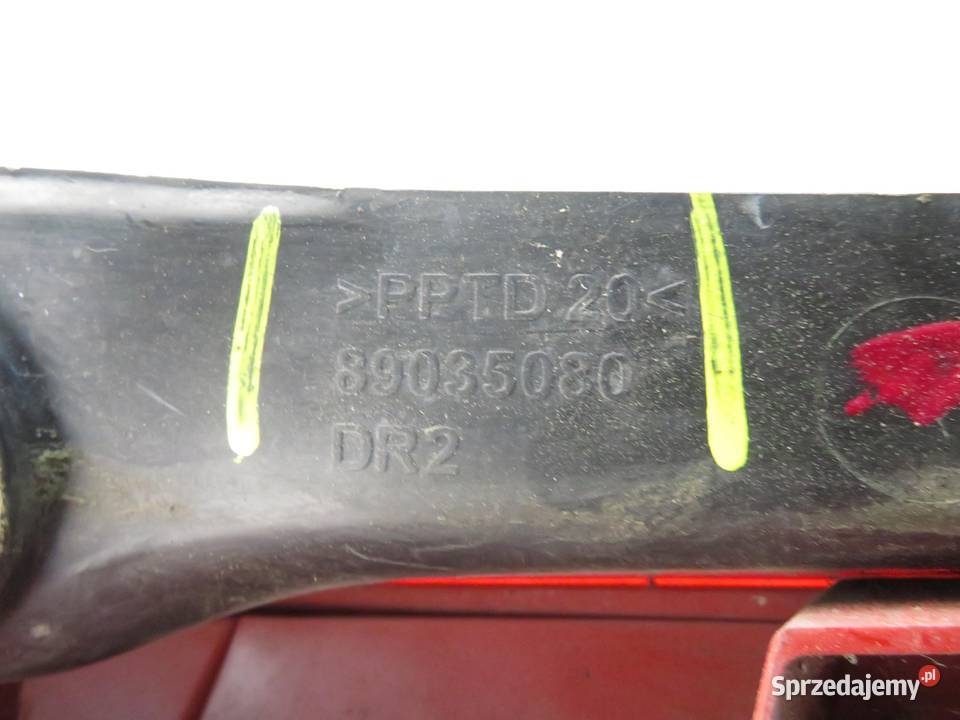 >PPTD 20<
89035080
DR2
Sprzedajemy.pl